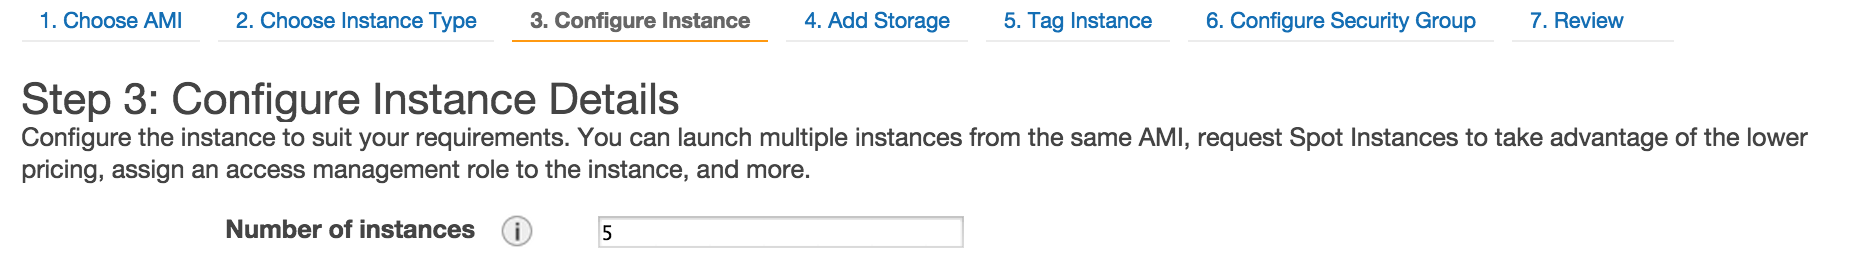 1. Choose AMI 2. Choose Instance Type 3. Configure Instance 4. Add Storage 5. Tag Instance 6. Configure Security Group 7. Review
Step 3: Configure Instance Details
Configure the instance to suit your requirements. You can launch multiple instances from the same AMI, request Spot Instances to take advantage of the lower
pricing, assign an access management role to the instance, and more.
Number of instances i 5